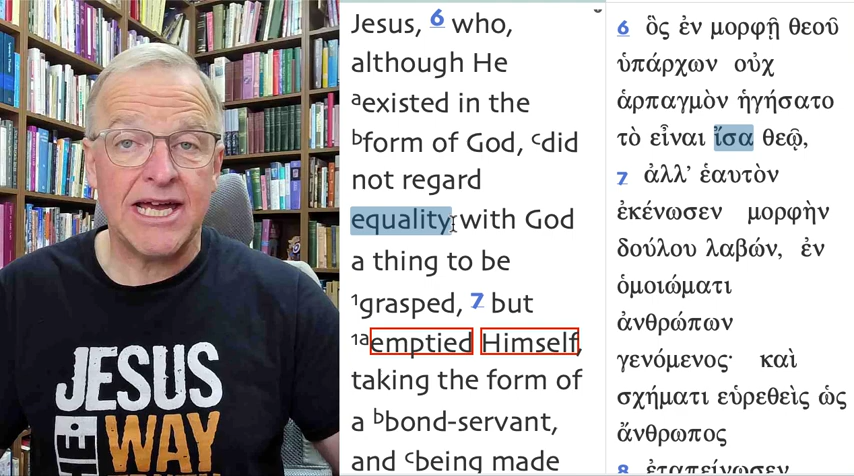 JESUS
THE:
WAY
Jesus, 6 who,
although He
aexisted in the
bform of God, cdid
not regard
equality with God
a thing to be
1grasped, 7 but
1aemptied Himself,
taking the form of
a bbond-servant,
and cbeing made
6 ὃς ἐν μορφῇ θεοῦ
ὑπάρχων οὐχ
ἁρπαγμὸν ἡγήσατο
τὸ εἶναι ἴσα θεῷ,
7 ἀλλ’ ἑαυτὸν
ἐκένωσεν μορφὴν
δούλου λαβών, ἐν
ὁμοιώματι
ἀνθρώπων
γενόμενος· καὶ
σχήματι εὑρεθεὶς ὡς
ἄνθρωπος
8 ἐταπείνωσεν